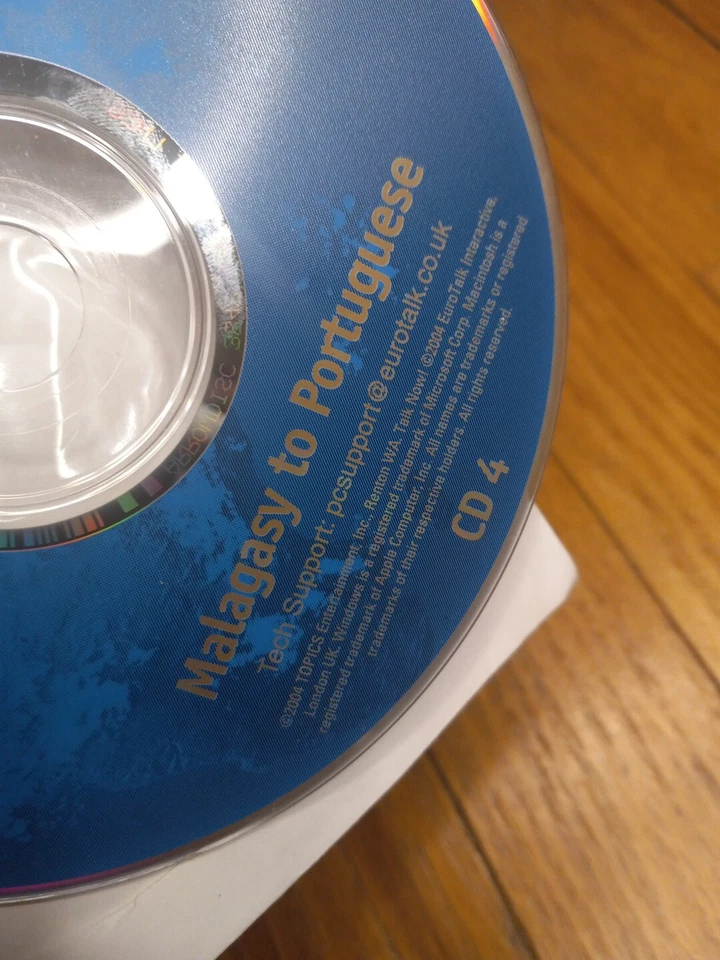 Malagasy to Portuguese
Tech Support: pcsupport@eurotalk.co.uk
©2004 TOPICS Entertainment, Inc., Renton WA. Talk Now! ©2004 EuroTalk Interactive,
London UK. Windows is a registered trademark of Microsoft Corp. Macintosh is a
registered trademark of Apple Computer, Inc. All names are trademarks or registered
trademarks of their respective holders. All rights reserved.
CD 4